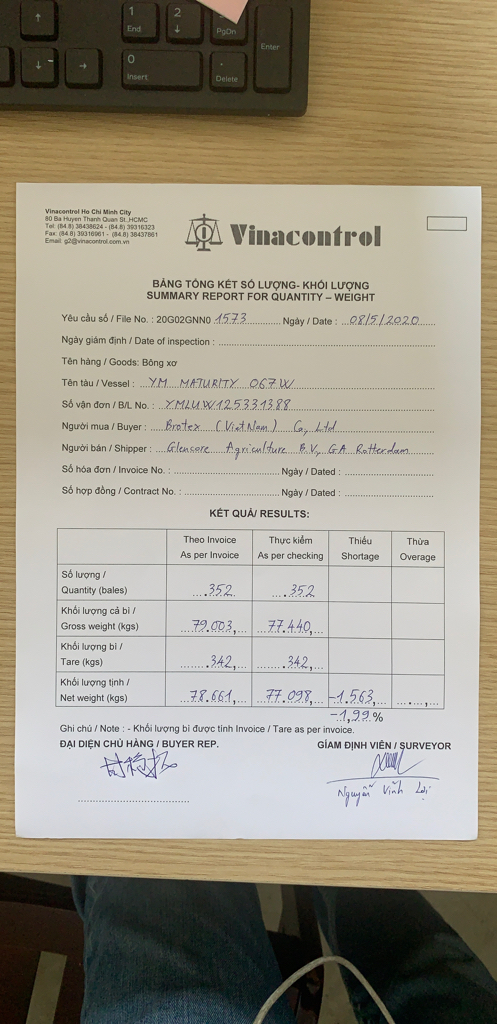 1
End
2
↓
PgDn
Enter
0
Insert
Delete
Vinacontrol Ho Chi Minh City
80 Ba Huyen Thanh Quan St.,HCMC
Tel: (84.8) 38438624 - (84.8) 39316323
Fax: (84.8) 39316961 - (84.8) 38437861
Email: g2@vinacontrol.com.vn
Vinacontrol
BẢNG TỔNG KẾT SỐ LƯỢNG- KHỐI LƯỢNG
SUMMARY REPORT FOR QUANTITY – WEIGHT
Yêu cầu số / File No. : 20G02GNN0 1573 Ngày / Date : 08/5/2020
Ngày giám định / Date of inspection :
Tên hàng / Goods: Bông xơ
Tên tàu / Vessel : YM MATURITY 067W
Số vận đơn / B/L No. : YMLUW125331388
Người mua / Buyer : Brotex (VietNam) Co, Ltd
Người bán / Shipper : Glencore Agriculture B.V, GA Rotterdam
Số hóa đơn / Invoice No. : Ngày / Dated :
Số hợp đồng / Contract No. : Ngày / Dated :
KẾT QUẢ/ RESULTS:
Theo Invoice Thực kiểm Thiếu Thừa
As per Invoice As per checking Shortage Overage
Số lượng /
Quantity (bales) 352 352
Khối lượng cả bì /
Gross weight (kgs) 79.003, 77.440,
Khối lượng bì /
Tare (kgs) 342, 342,
Khối lượng tịnh /
Net weight (kgs) 78.661, 77.098, -1.563,
-1,99%
Ghi chú / Note : - Khối lượng bì được tính Invoice / Tare as per invoice.
ĐẠI DIỆN CHỦ HÀNG / BUYER REP. GIÁM ĐỊNH VIÊN / SURVEYOR
Nguyễn Vĩnh Lợi